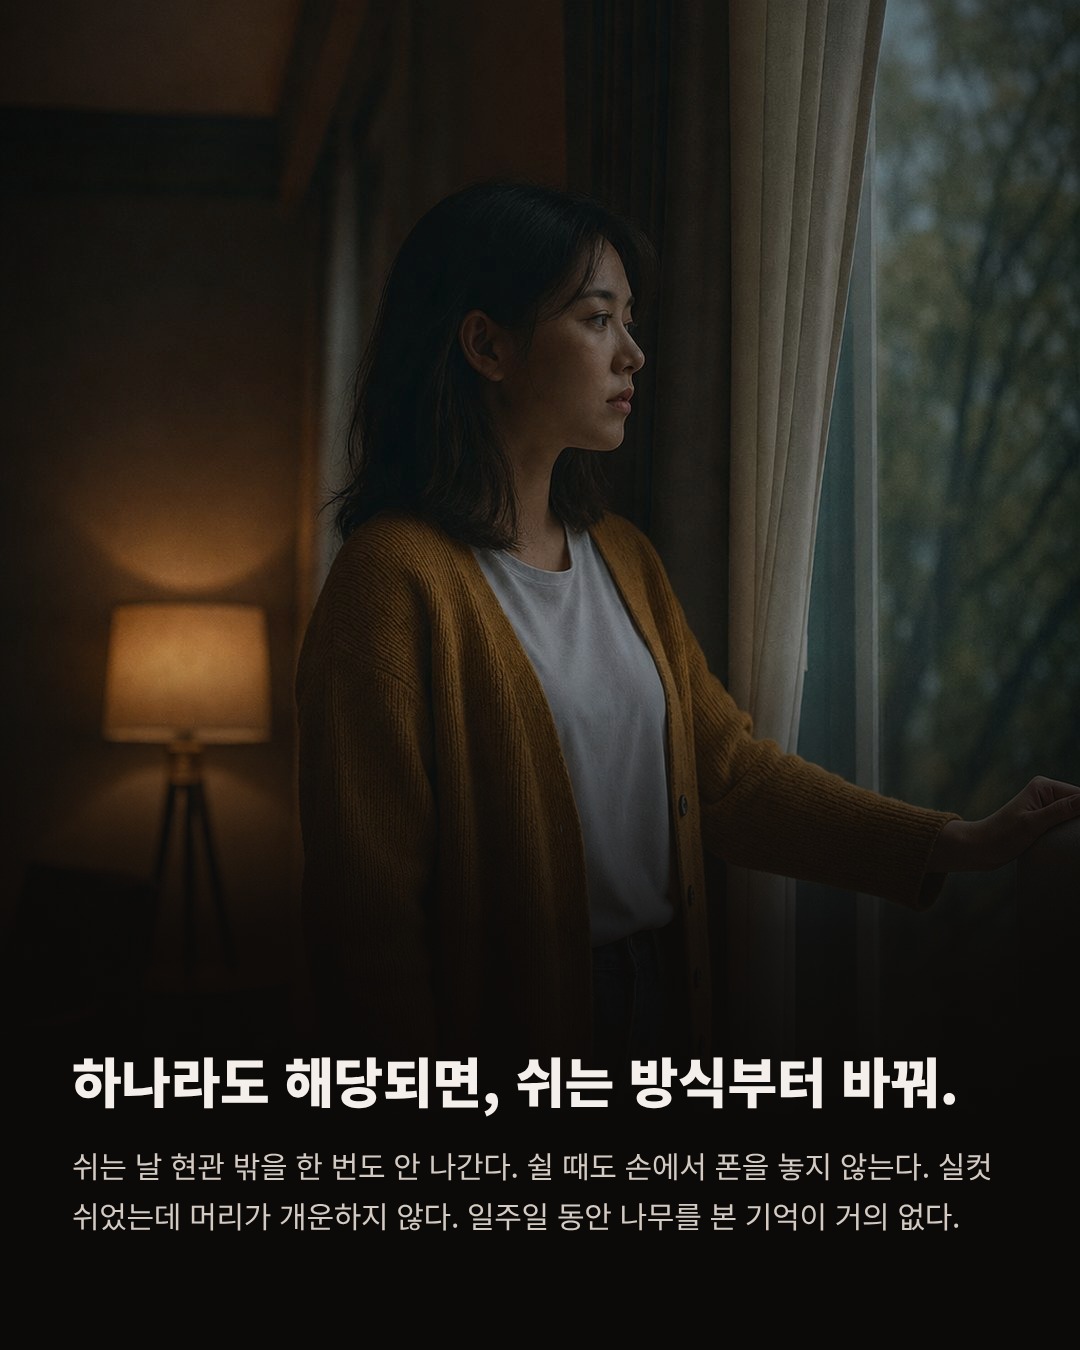 하나라도 해당되면, 쉬는 방식부터 바꿔.
쉬는 날 현관 밖을 한 번도 안 나간다. 쉴 때도 손에서 폰을 놓지 않는다. 실컷
쉬었는데 머리가 개운하지 않다. 일주일 동안 나무를 본 기억이 거의 없다.